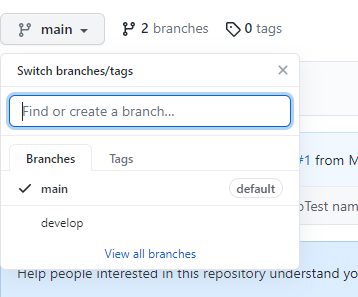 main 2 branches 0 tags
Switch branches/tags
Find or create a branch...
Branches Tags
#1 from M
main default
Test nam
develop
View all branches
Help people interested in this repository understand yo